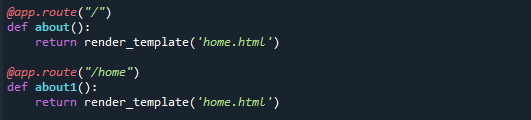 @app.route("/")
def about():
    return render_template('home.html')
@app.route("/home")
def about1():
    return render_template('home.html')